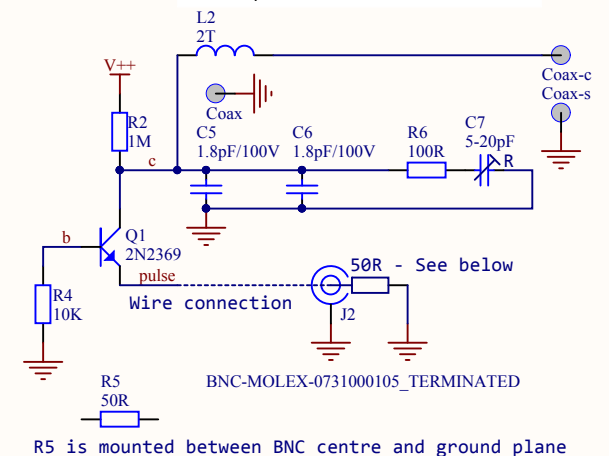 L2
2T
V++
Coax-c
Coax-s
Coax
R2
1M
c
C5
1.8pF/100V
C6
1.8pF/100V
R6
100R
C7
5-20pF
R
b
Q1
2N2369
pulse
50R - See below
Wire connection
J2
R4
10K
BNC-MOLEX-0731000105_TERMINATED
R5
50R
R5 is mounted between BNC centre and ground plane